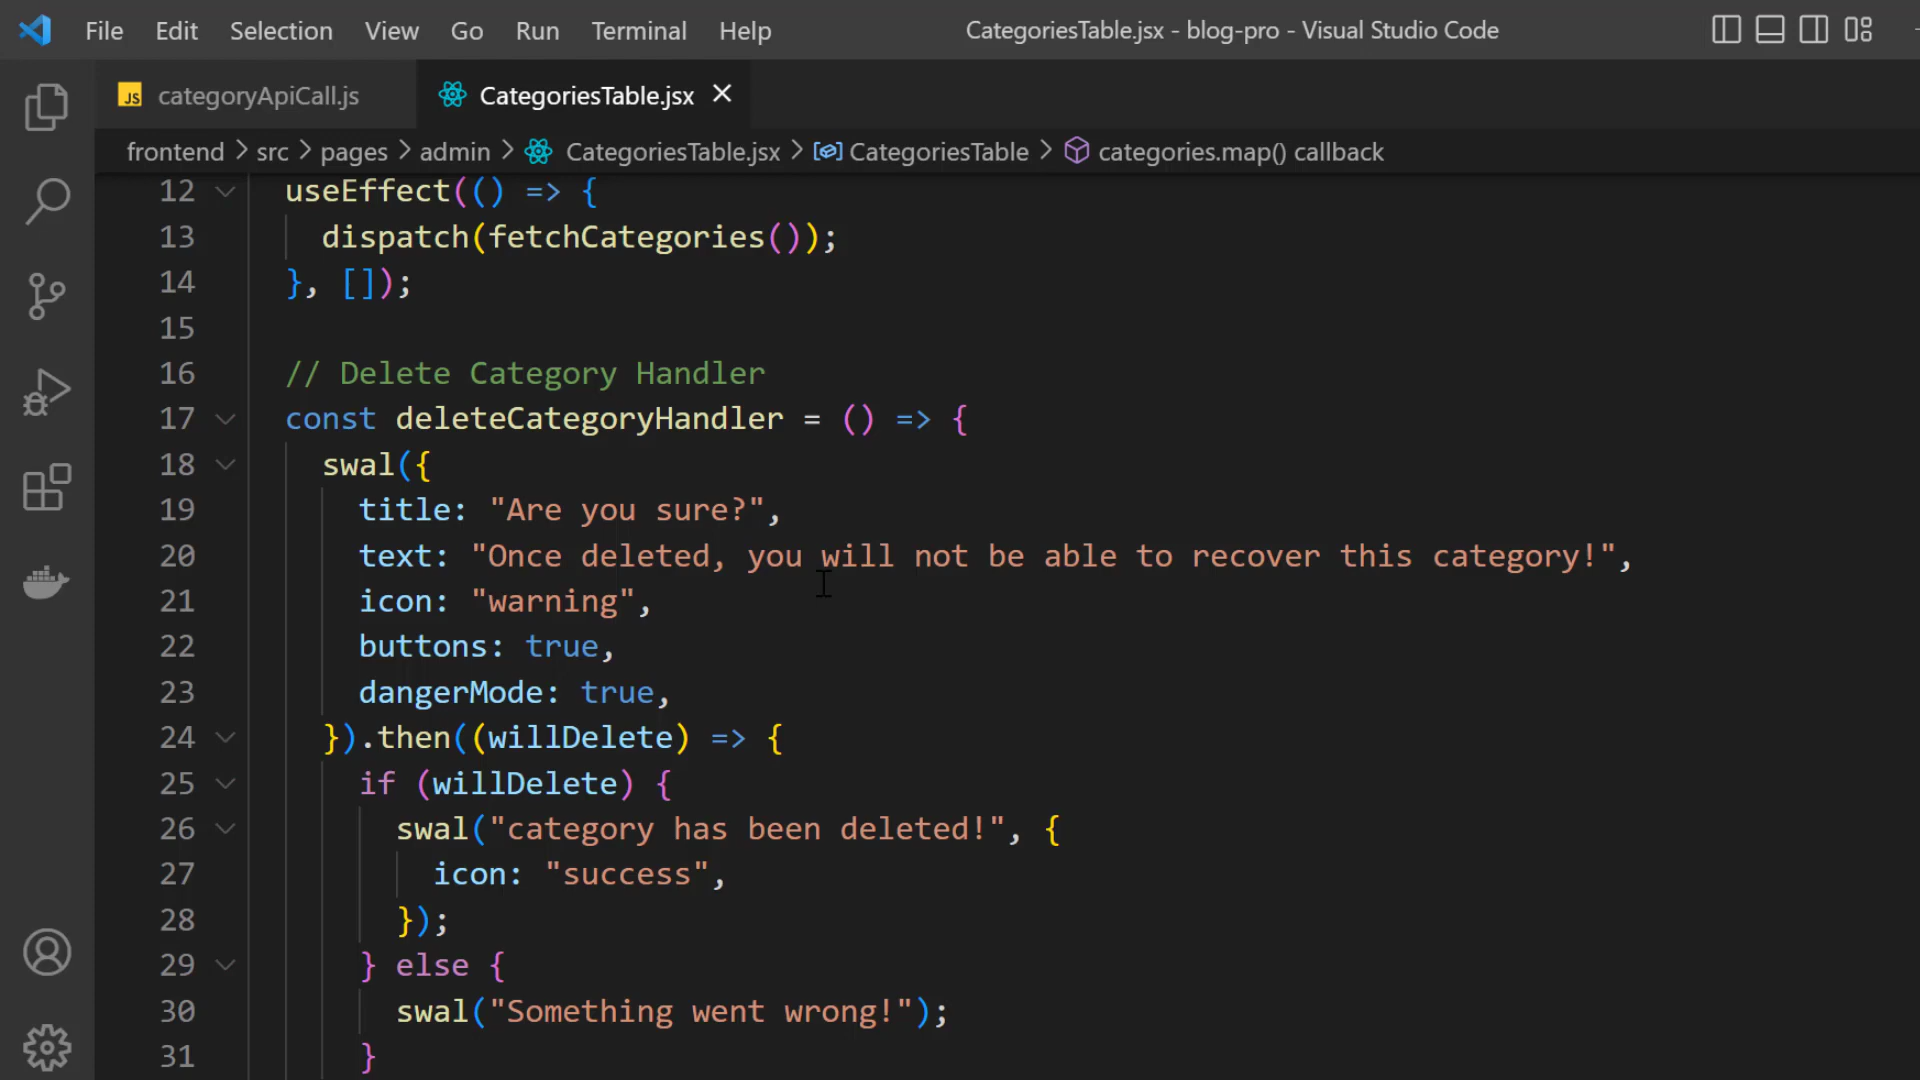 File Edit Selection View Go Run Terminal Help CategoriesTable.jsx - blog-pro - Visual Studio Code
JS categoryApiCall.js CategoriesTable.jsx
frontend > src > pages > admin > CategoriesTable.jsx > CategoriesTable > categories.map() callback
12 useEffect(() => {
13 dispatch(fetchCategories());
14 }, []);
15
16 // Delete Category Handler
17 const deleteCategoryHandler = () => {
18 swal({
19 title: "Are you sure?",
20 text: "Once deleted, you will not be able to recover this category!",
21 icon: "warning",
22 buttons: true,
23 dangerMode: true,
24 }).then((willDelete) => {
25 if (willDelete) {
26 swal("category has been deleted!", {
27 icon: "success",
28 });
29 } else {
30 swal("Something went wrong!");
31 }